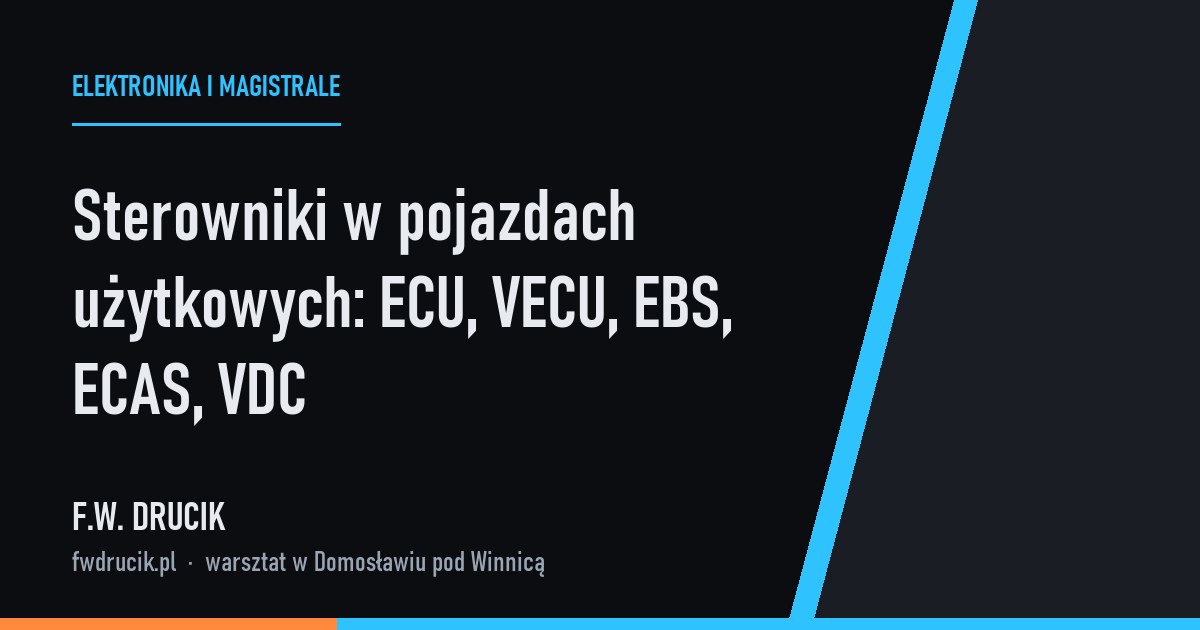 ELEKTRONIKA I MAGISTRALE
Sterowniki w pojazdach
użytkowych: ECU, VECU, EBS,
ECAS, VDC
F.W. DRUCIK
fwdrucik.pl · warsztat w Domosławiu pod Winnicą